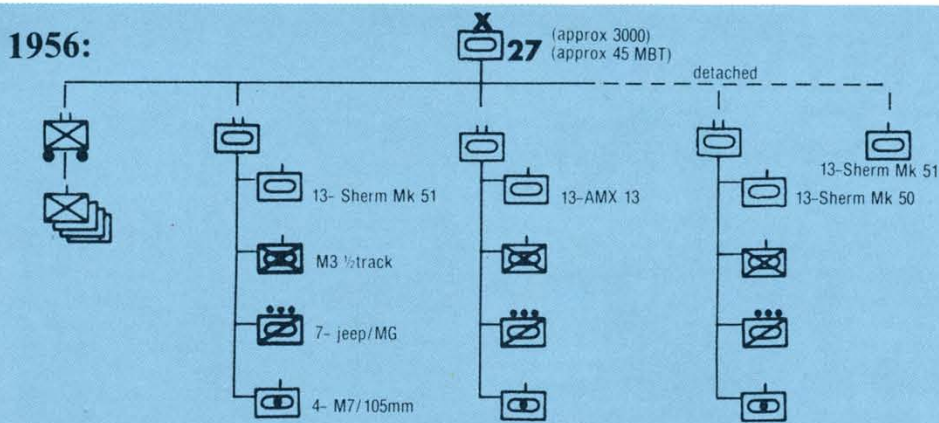 1956:
X
27
(approx 3000)
(approx 45 MBT)
detached
13-Sherm Mk 51
13- Sherm Mk 51
13-AMX 13
13-Sherm Mk 50
M3 ½track
7- jeep/MG
4- M7/105mm